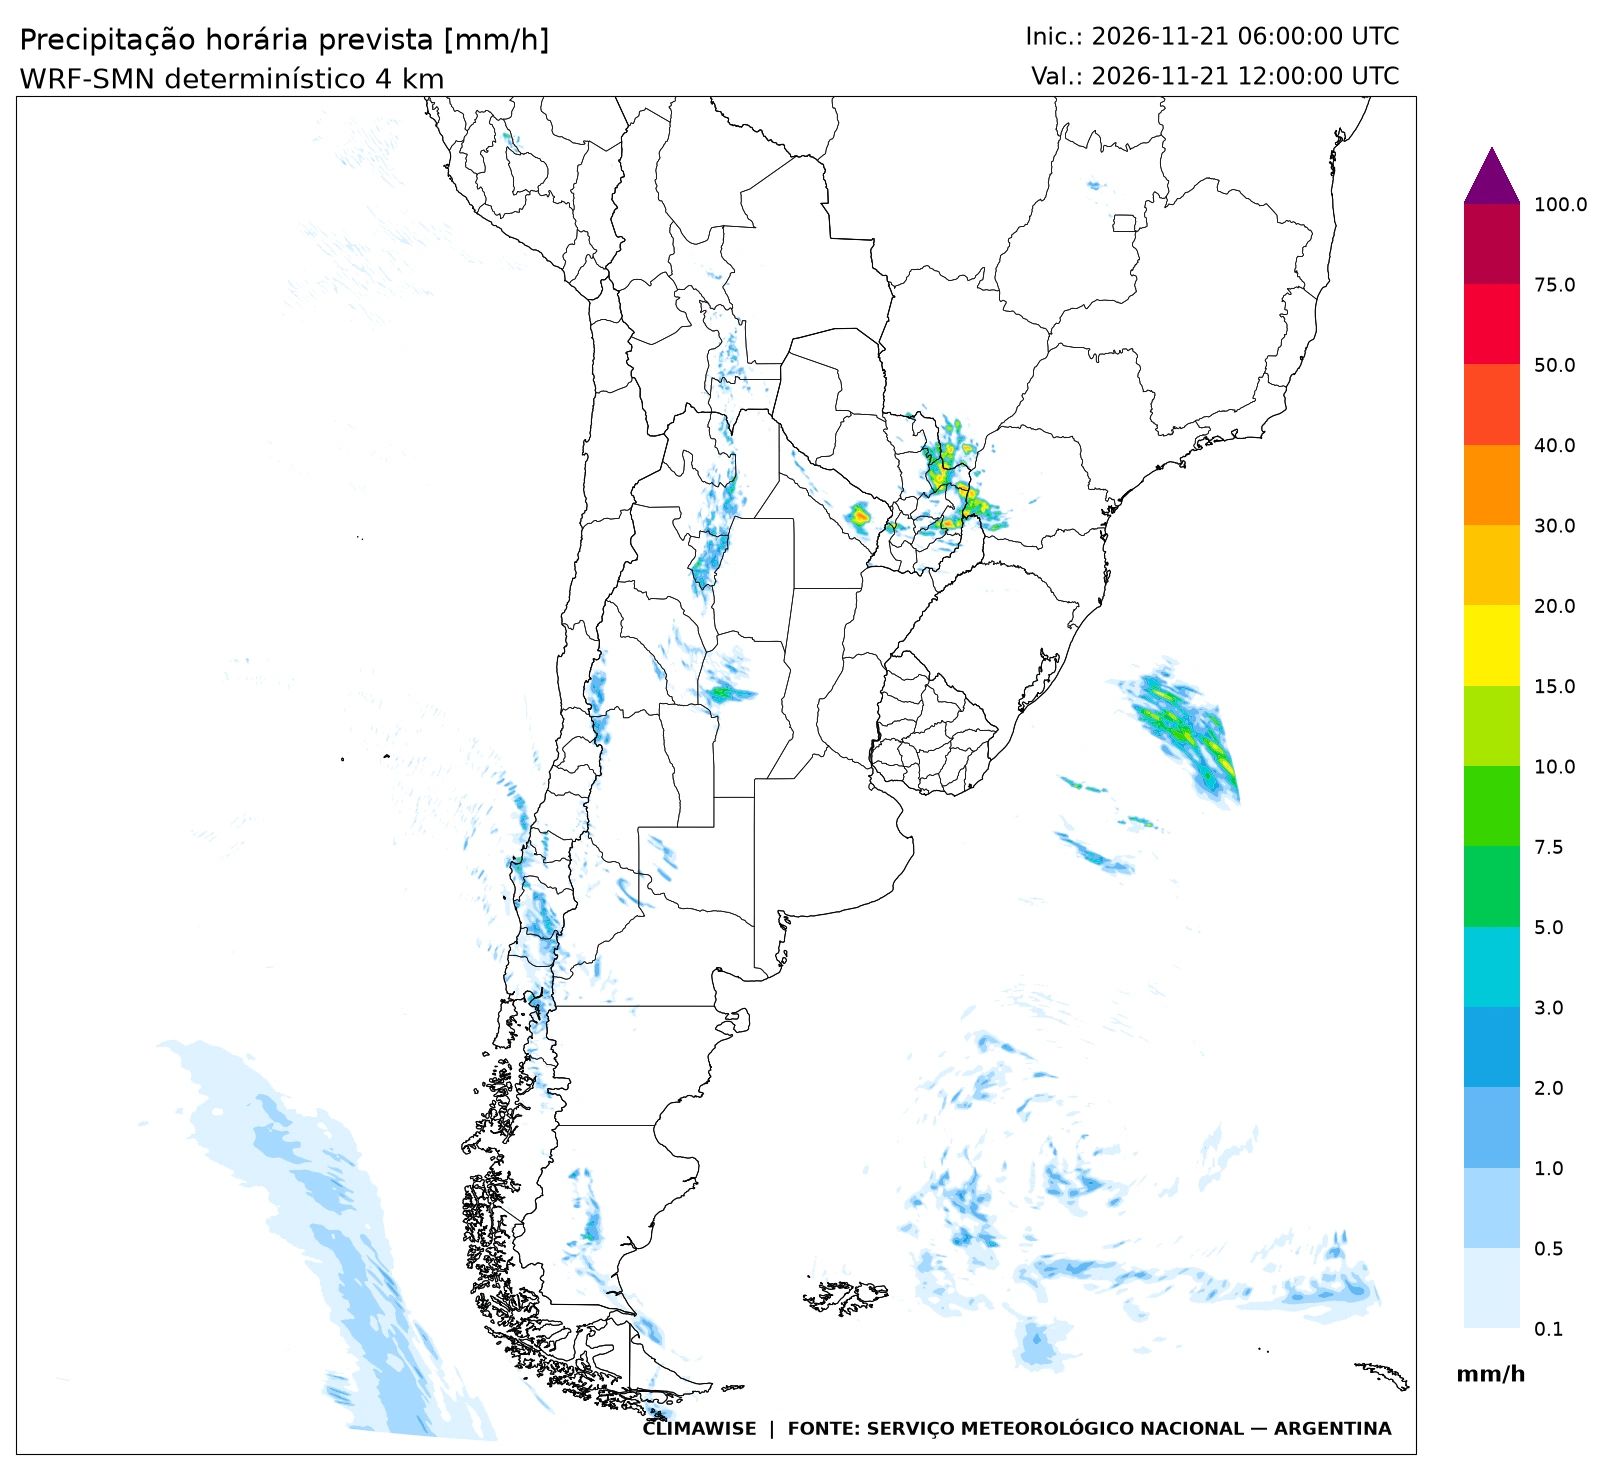 Precipitação horária prevista [mm/h]
WRF-SMN determinístico 4 km
Inic.: 2026-11-21 06:00:00 UTC
Val.: 2026-11-21 12:00:00 UTC
100.0
75.0
50.0
40.0
30.0
20.0
15.0
10.0
7.5
5.0
3.0
2.0
1.0
0.5
0.1
mm/h
CLIMAWISE | FONTE: SERVIÇO METEOROLÓGICO NACIONAL — ARGENTINA